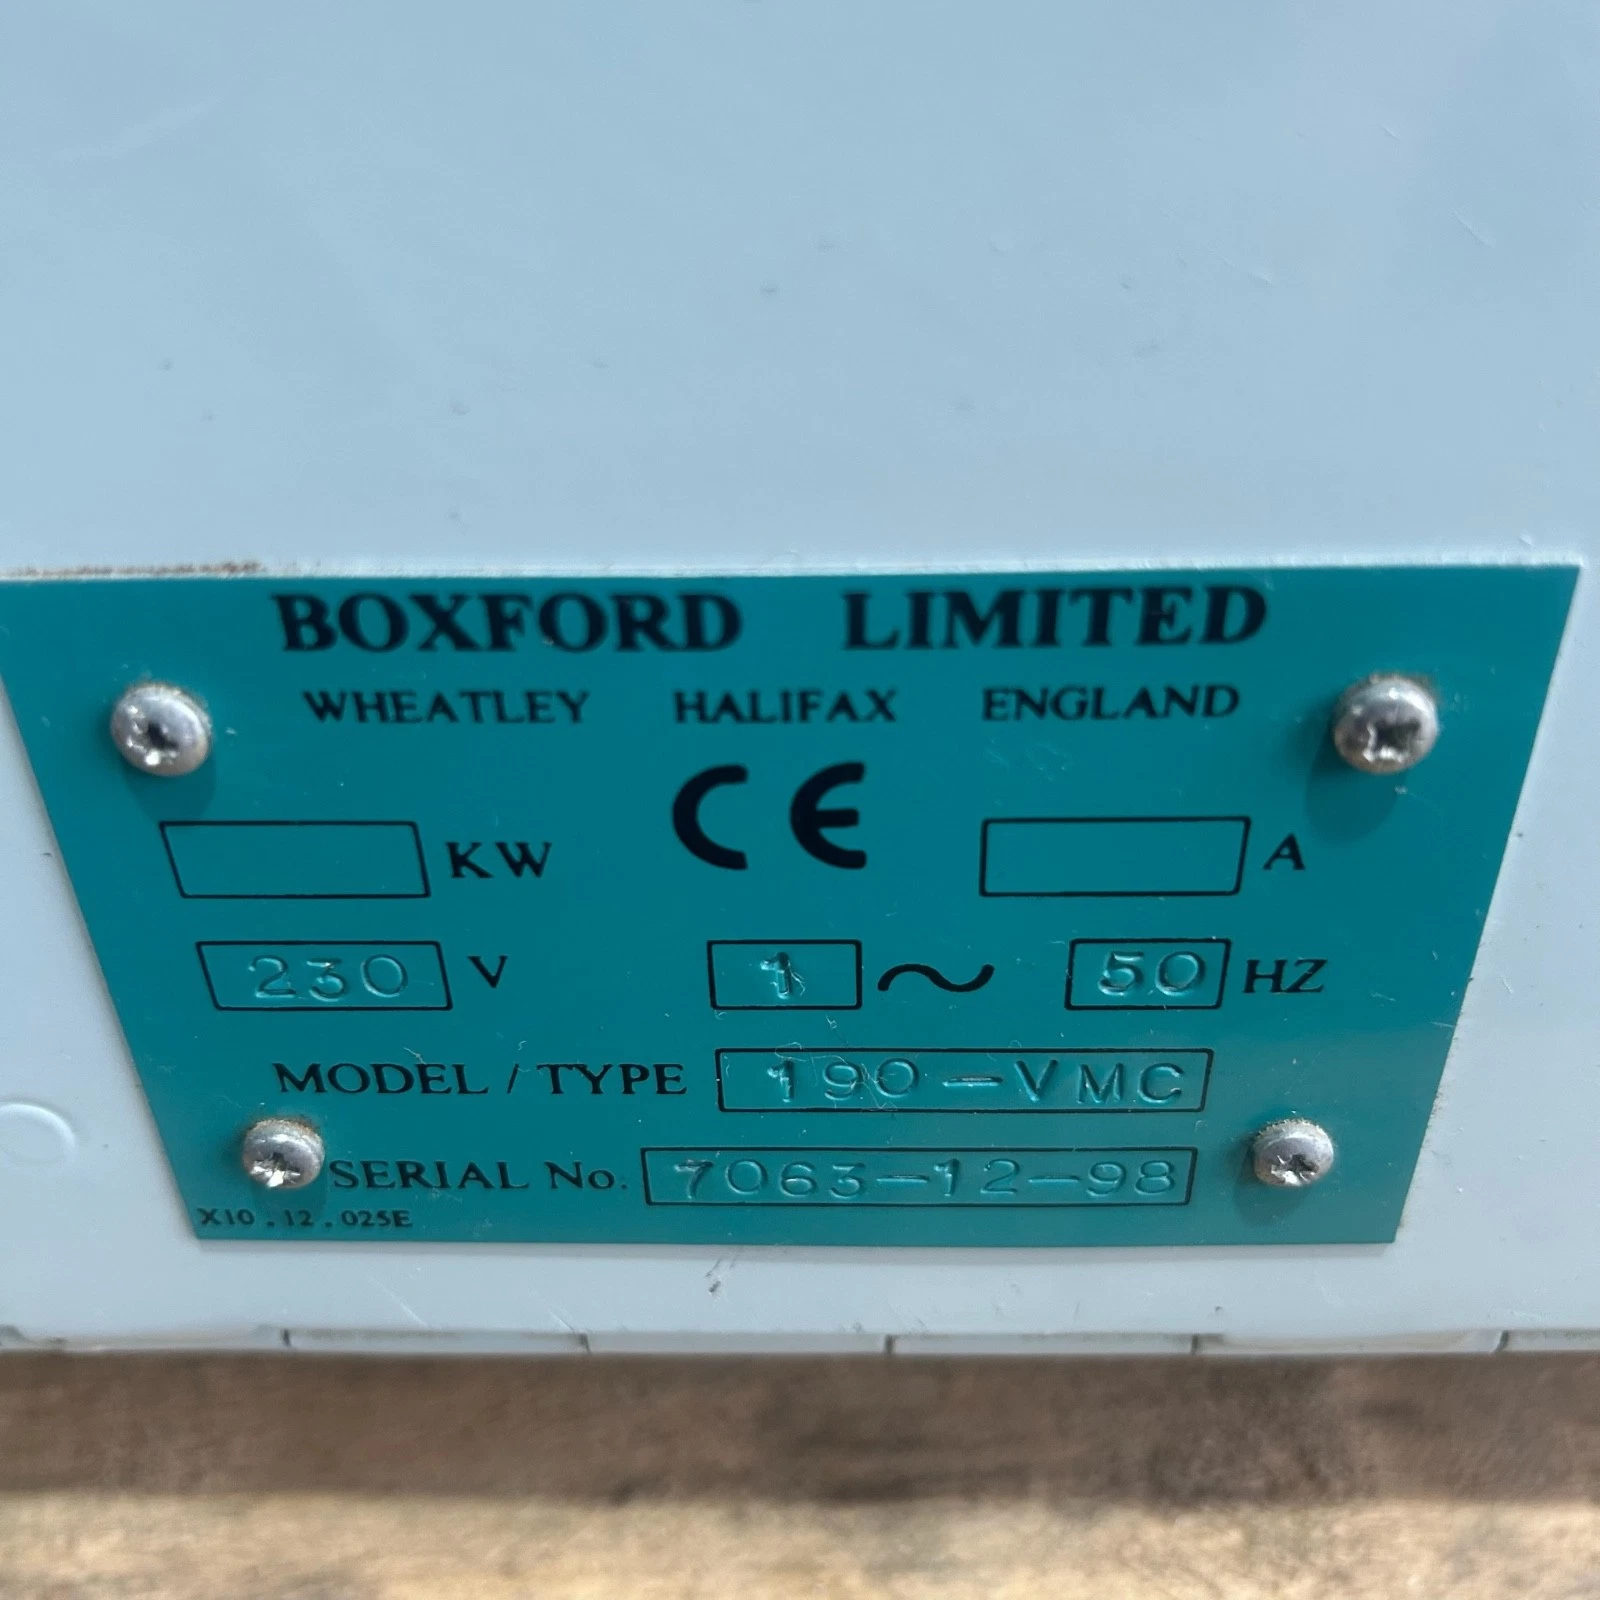 BOXFORD LIMITED
WHEATLEY HALIFAX ENGLAND
CE
KW A
230 V 1 ~ 50 HZ
MODEL / TYPE 190-VMC
SERIAL No. 7063-12-98
X10.12.025E